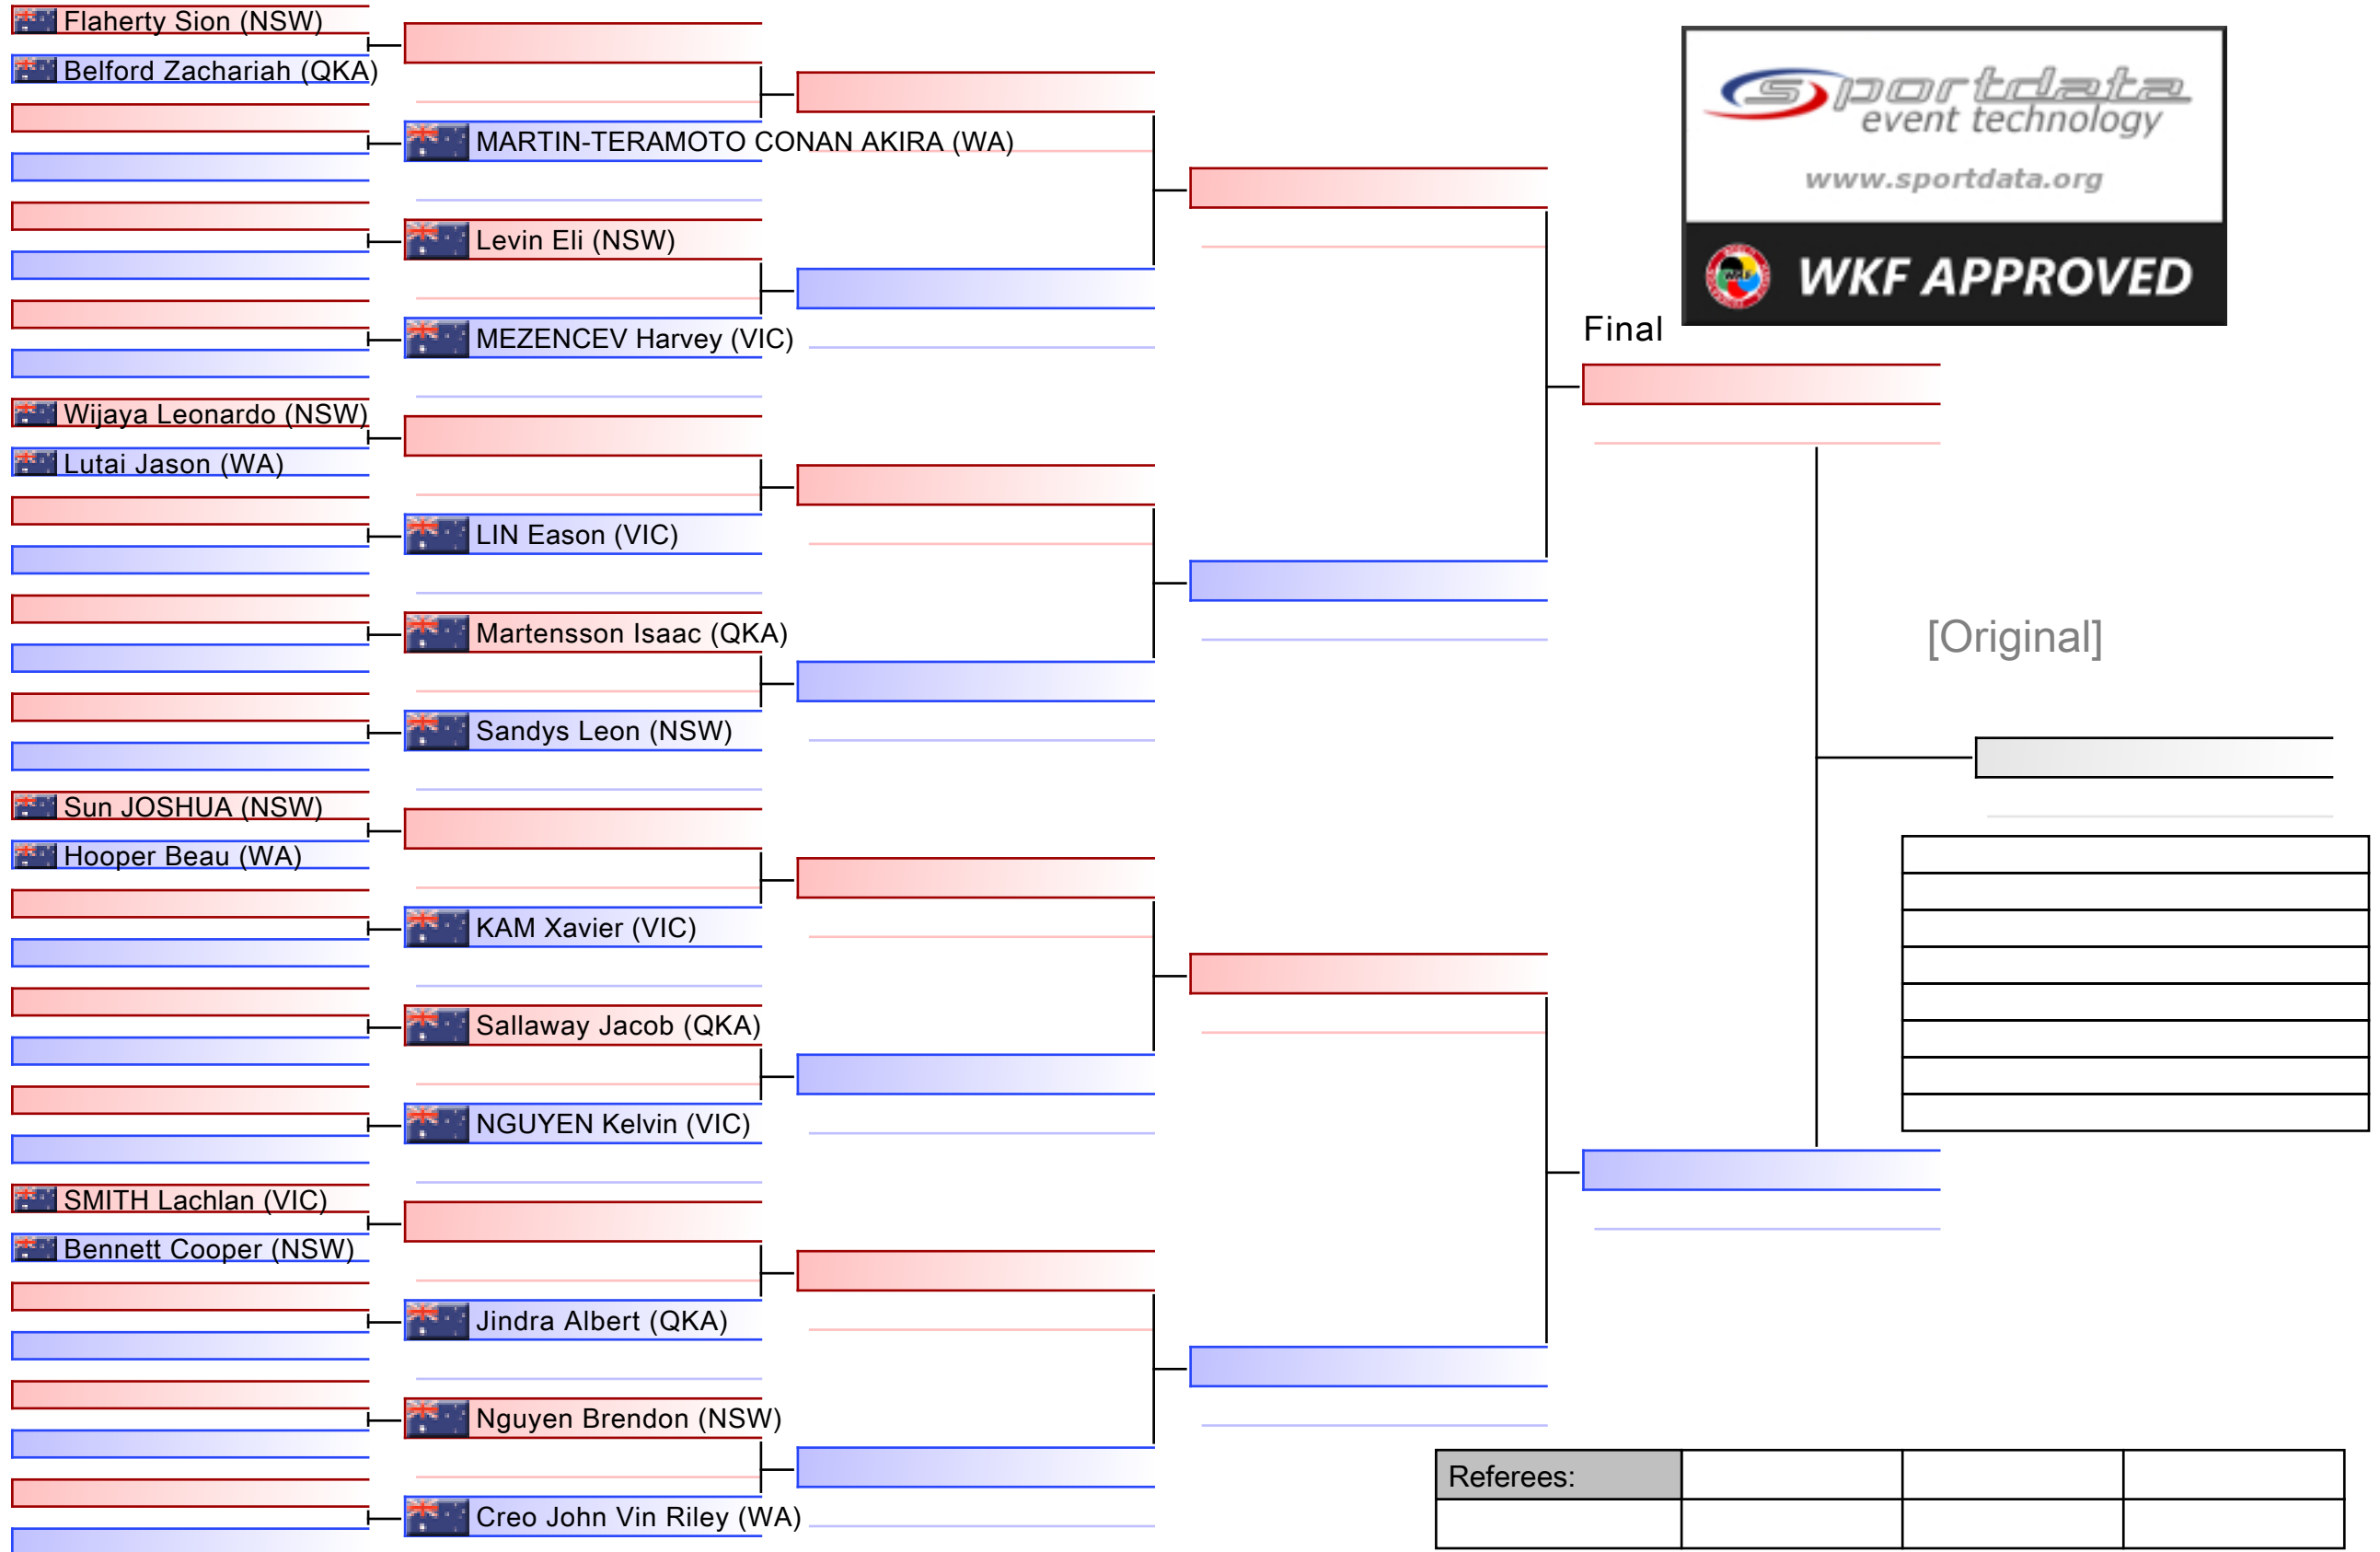 Flaherty Sion (NSW)
Belford Zachariah (QKA)
MARTIN-TERAMOTO CONAN AKIRA (WA)
Levin Eli (NSW)
MEZENCEV Harvey (VIC)
Wijaya Leonardo (NSW)
Lutai Jason (WA)
LIN Eason (VIC)
Martensson Isaac (QKA)
Sandys Leon (NSW)
Sun JOSHUA (NSW)
Hooper Beau (WA)
KAM Xavier (VIC)
Sallaway Jacob (QKA)
NGUYEN Kelvin (VIC)
SMITH Lachlan (VIC)
Bennett Cooper (NSW)
Jindra Albert (QKA)
Nguyen Brendon (NSW)
Creo John Vin Riley (WA)
sportdata
event technology
www.sportdata.org
WKF APPROVED
Final
[Original]
Referees: